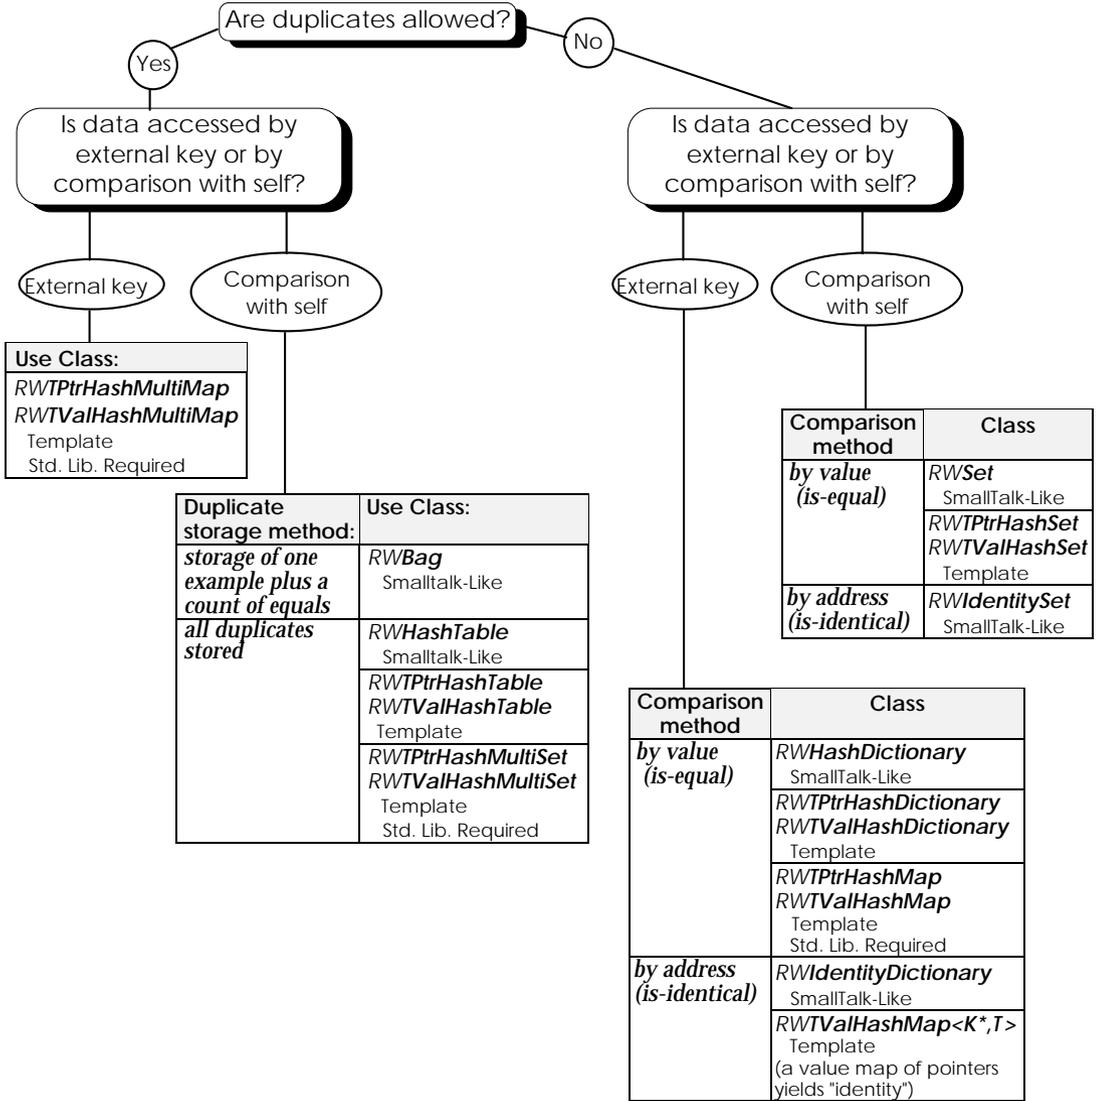 Are duplicates allowed?
Yes
No
Is data accessed by
external key or by
comparison with self?
Is data accessed by
external key or by
comparison with self?
External key
Comparison
with self
External key
Comparison
with self
Use Class:
RWTPtrHashMultiMap
RWTValHashMultiMap
Template
Std. Lib. Required
Duplicate
storage method:
Use Class:
storage of one
example plus a
count of equals
RWBag
Smalltalk-Like
all duplicates
stored
RWHashTable
Smalltalk-Like
RWTPtrHashTable
RWTValHashTable
Template
RWTPtrHashMultiSet
RWTValHashMultiSet
Template
Std. Lib. Required
Comparison
method
Class
by value
(is-equal)
RWSet
SmallTalk-Like
RWTPtrHashSet
RWTValHashSet
Template
by address
(is-identical)
RWIdentitySet
SmallTalk-Like
Comparison
method
Class
by value
(is-equal)
RWHashDictionary
SmallTalk-Like
RWTPtrHashDictionary
RWTValHashDictionary
Template
RWTPtrHashMap
RWTValHashMap
Template
Std. Lib. Required
by address
(is-identical)
RWIdentityDictionary
SmallTalk-Like
RWTValHashMap<K*,T>
Template
(a value map of pointers
yields "identity")